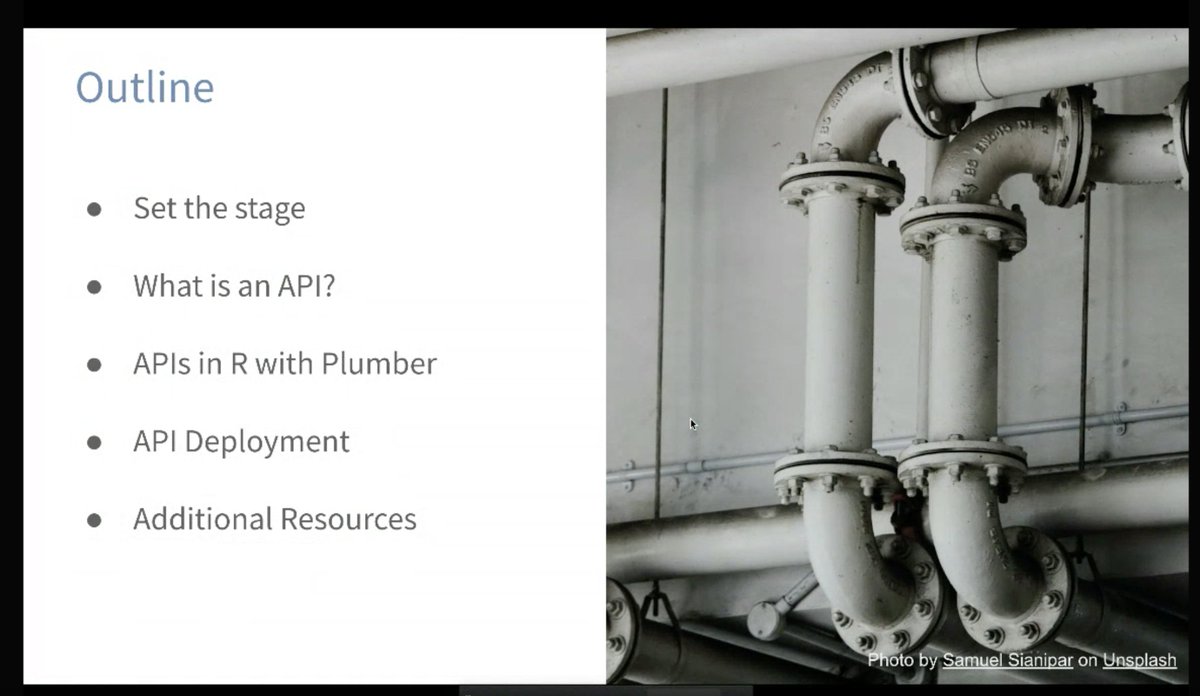 Outline
● Set the stage
● What is an API?
● APIs in R with Plumber
● API Deployment
● Additional Resources
Photo by Samuel Sianipar on Unsplash